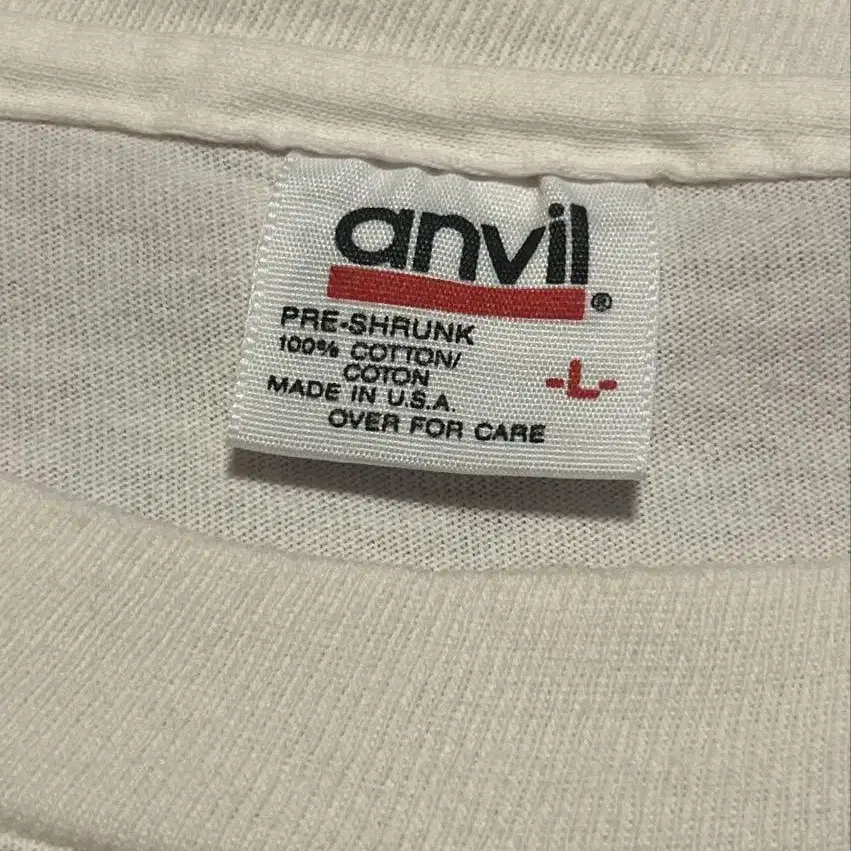 anvil®
PRE-SHRUNK
100% COTTON/
COTON
-L-
MADE IN U.S.A.
OVER FOR CARE